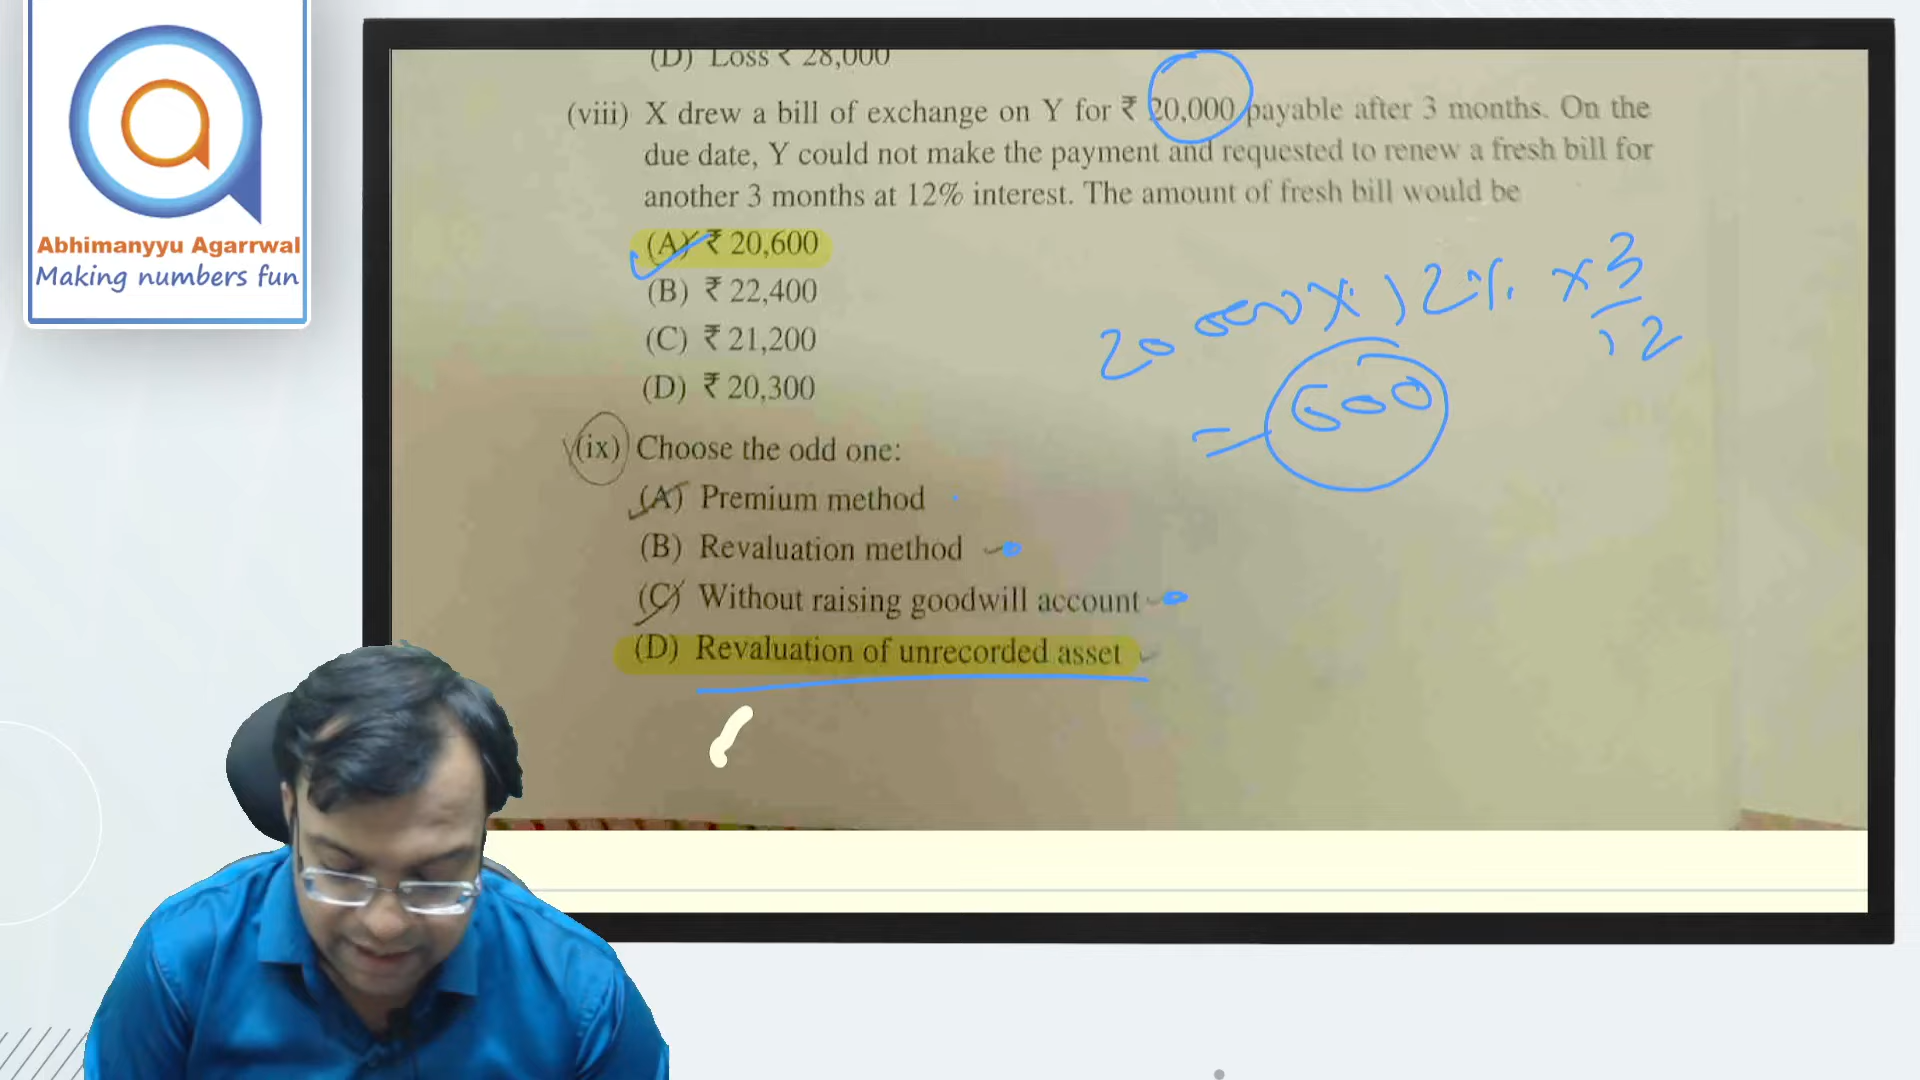 Abhimanyyu Agarrwal
Making numbers fun
(D) Loss ₹ 28,000
(viii) X drew a bill of exchange on Y for ₹ 20,000 payable after 3 months. On the
due date, Y could not make the payment and requested to renew a fresh bill for
another 3 months at 12% interest. The amount of fresh bill would be
(A) ₹ 20,600
(B) ₹ 22,400
(C) ₹ 21,200
(D) ₹ 20,300
20000 X 12% x 3/12
= 600
(ix) Choose the odd one:
(A) Premium method
(B) Revaluation method
(C) Without raising goodwill account
(D) Revaluation of unrecorded asset